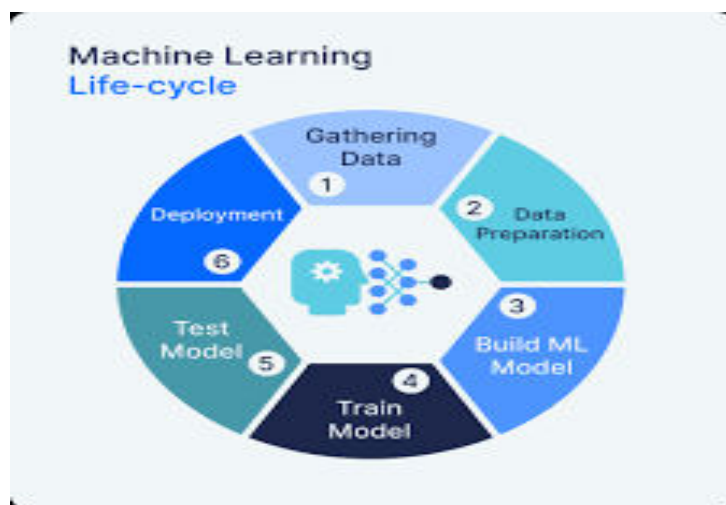 Machine Learning
Life-cycle
Gathering
Data
1
2
Data
Preparation
3
Build ML
Model
4
Train
Model
Test
Model
5
Deployment
6